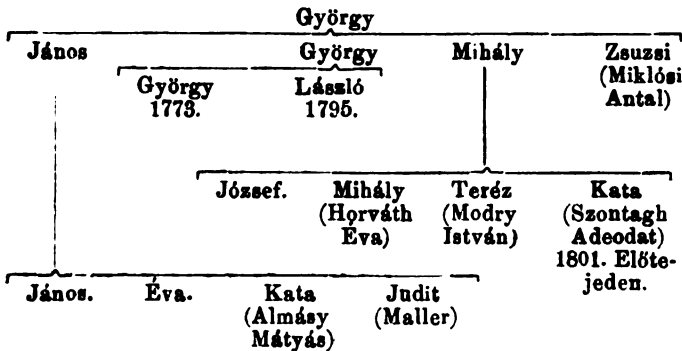 György
János György Mihály Zsuzsi
(Miklósi
Antal)
György László
1773. 1795.
József. Mihály Teréz Kata
(Horváth (Modry (Szontagh
Éva) István) Adeodat)
1801. Előte-
jeden.
János. Éva. Kata Judit
(Almásy (Maller)
Mátyás)